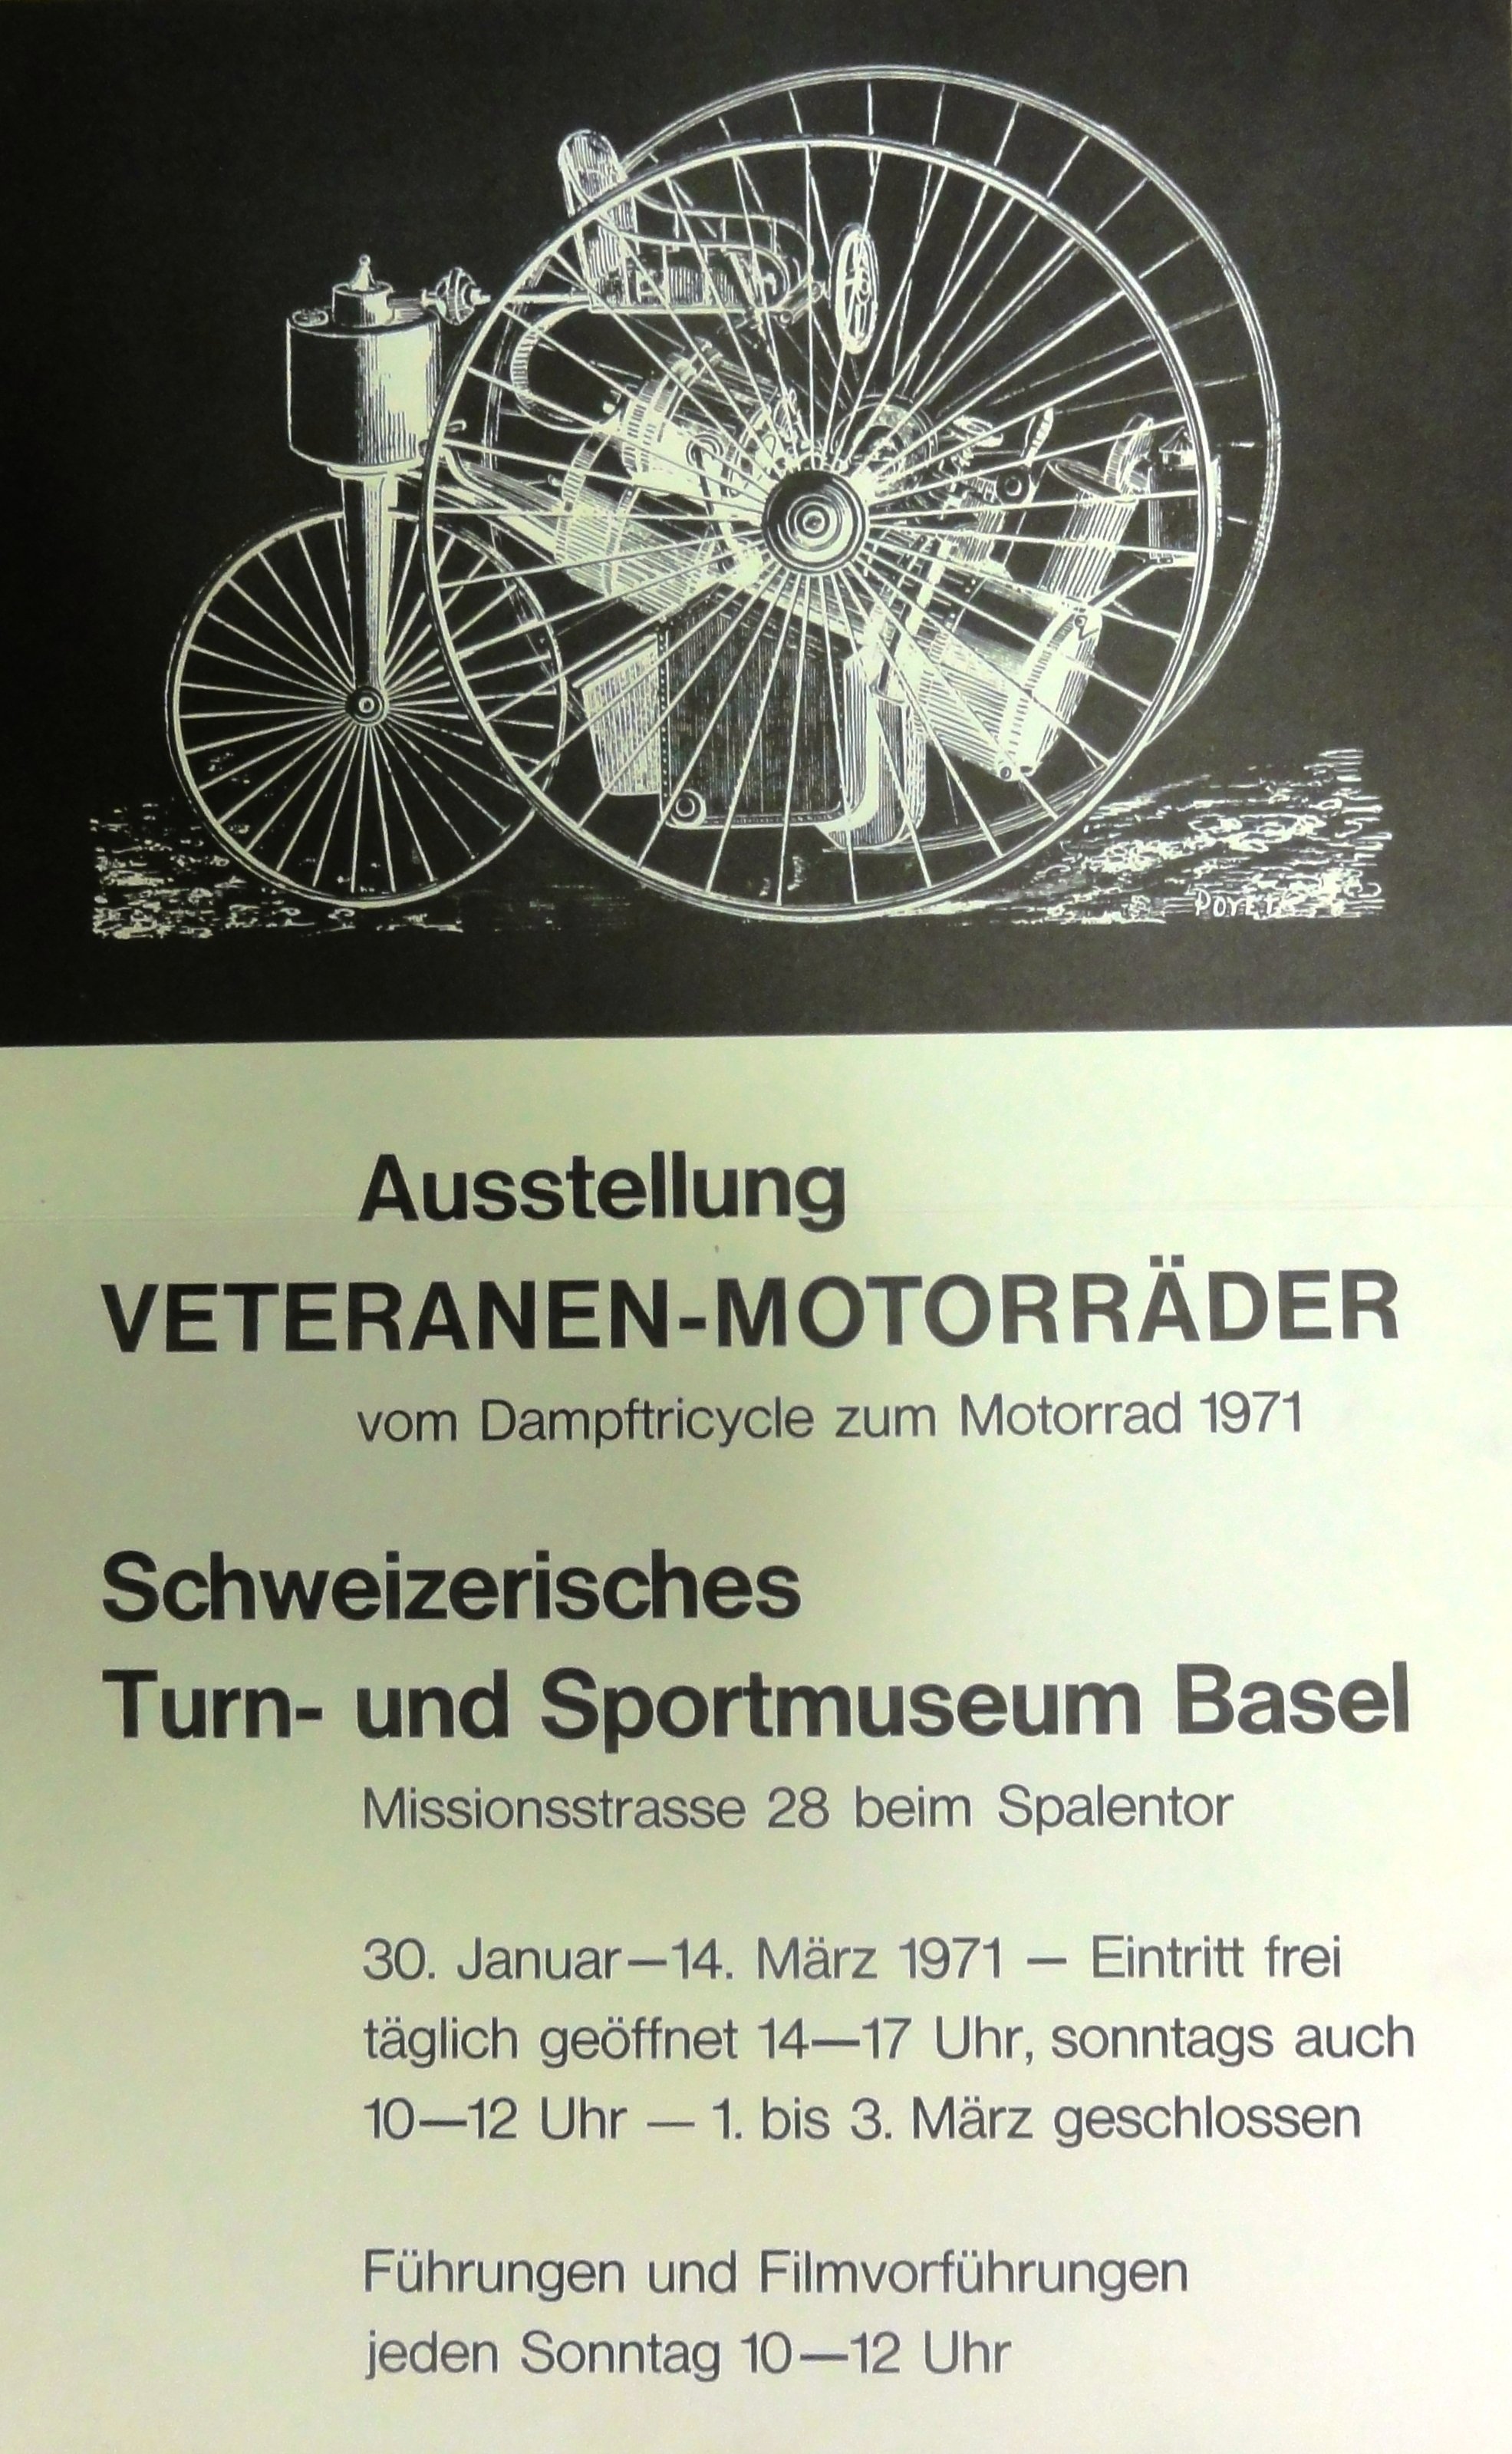 Poyet
Ausstellung
VETERANEN-MOTORRÄDER
vom Dampftricycle zum Motorrad 1971
Schweizerisches
Turn- und Sportmuseum Basel
Missionsstrasse 28 beim Spalentor
30. Januar—14. März 1971 — Eintritt frei
täglich geöffnet 14—17 Uhr, sonntags auch
10—12 Uhr — 1. bis 3. März geschlossen
Führungen und Filmvorführungen
jeden Sonntag 10—12 Uhr